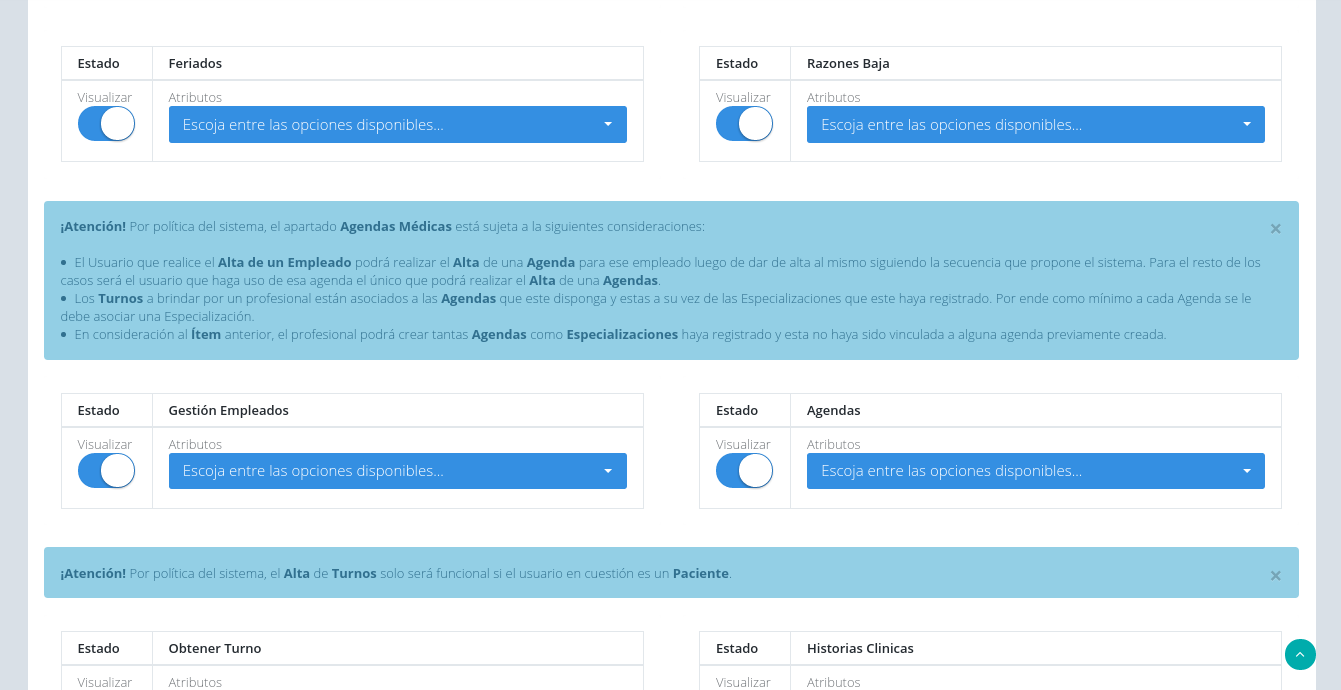 Estado Feriados Estado Razones Baja
Visualizar Atributos Visualizar Atributos
Escoja entre las opciones disponibles... Escoja entre las opciones disponibles...
¡Atención! Por política del sistema, el apartado Agendas Médicas está sujeta a la siguientes consideraciones: ×
• El Usuario que realice el Alta de un Empleado podrá realizar el Alta de una Agenda para ese empleado luego de dar de alta al mismo siguiendo la secuencia que propone el sistema. Para el resto de los
casos será el usuario que haga uso de esa agenda el único que podrá realizar el Alta de una Agendas.
• Los Turnos a brindar por un profesional están asociados a las Agendas que este disponga y estas a su vez de las Especializaciones que este haya registrado. Por ende como mínimo a cada Agenda se le
debe asociar una Especialización.
• En consideración al Ítem anterior, el profesional podrá crear tantas Agendas como Especializaciones haya registrado y esta no haya sido vinculada a alguna agenda previamente creada.
Estado Gestión Empleados Estado Agendas
Visualizar Atributos Visualizar Atributos
Escoja entre las opciones disponibles... Escoja entre las opciones disponibles...
¡Atención! Por política del sistema, el Alta de Turnos solo será funcional si el usuario en cuestión es un Paciente. ×
Estado Obtener Turno Estado Historias Clinicas
Visualizar Atributos Visualizar Atributos